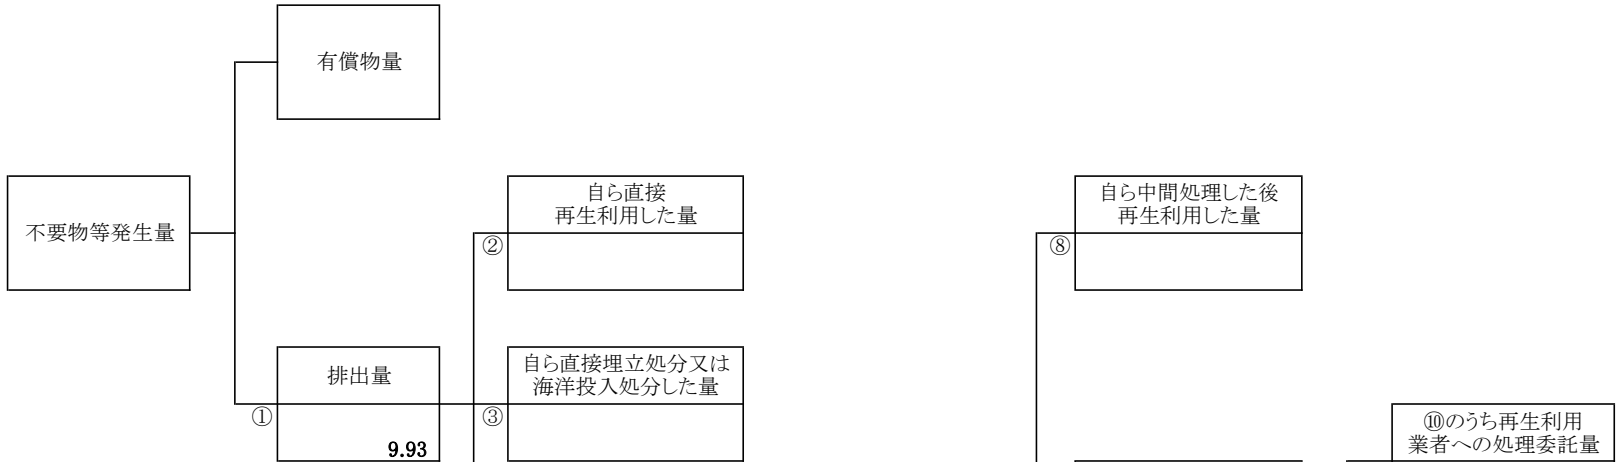 有償物量
不要物等発生量
自ら直接
再生利用した量
②
自ら中間処理した後
再生利用した量
⑧
排出量
①
9.93
自ら直接埋立処分又は
海洋投入処分した量
③
⑩のうち再生利用
業者への処理委託量